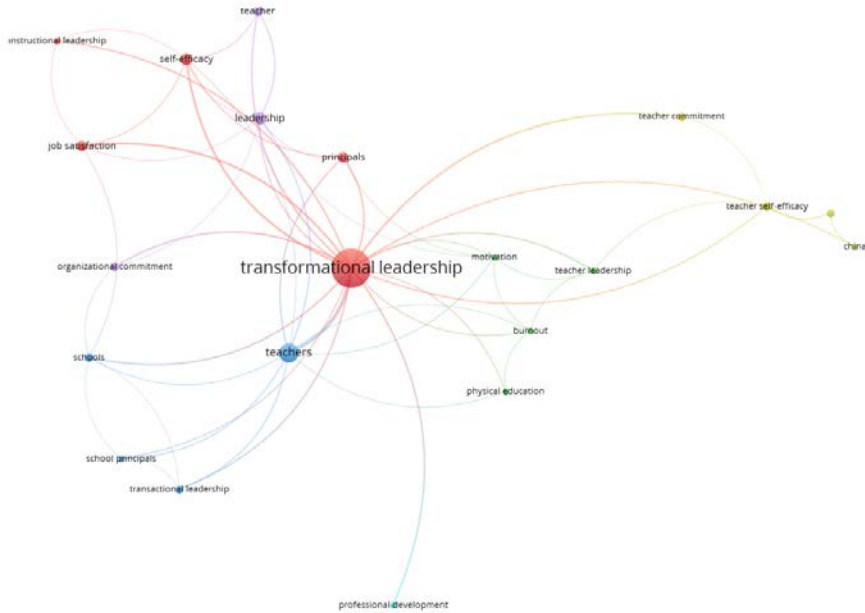 teacher
instructional leadership
self-efficacy
leadership
teacher commitment
job satisfaction
principals
teacher self-efficacy
china
motivation
organizational commitment
transformational leadership
teacher leadership
burnout
teachers
schools
physical education
school principals
transactional leadership
professional development